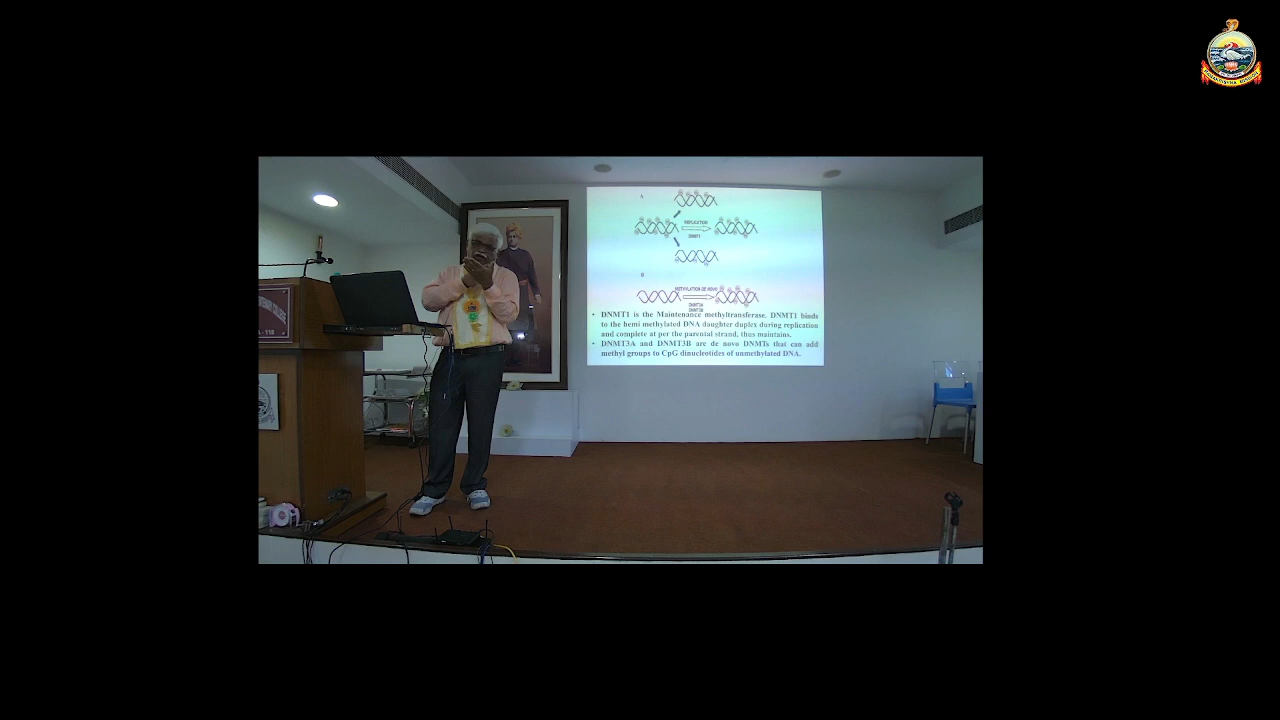 A
REPLICATION
DNMT1
B
METHYLATION DE NOVO
DNMT3A
DNMT3B
• DNMT1 is the Maintenance methyltransferase. DNMT1 binds
to the hemi methylated DNA daughter duplex during replication
and complete at per the parental strand, thus maintains.
• DNMT3A and DNMT3B are de novo DNMTs that can add
methyl groups to CpG dinucleotides of unmethylated DNA.